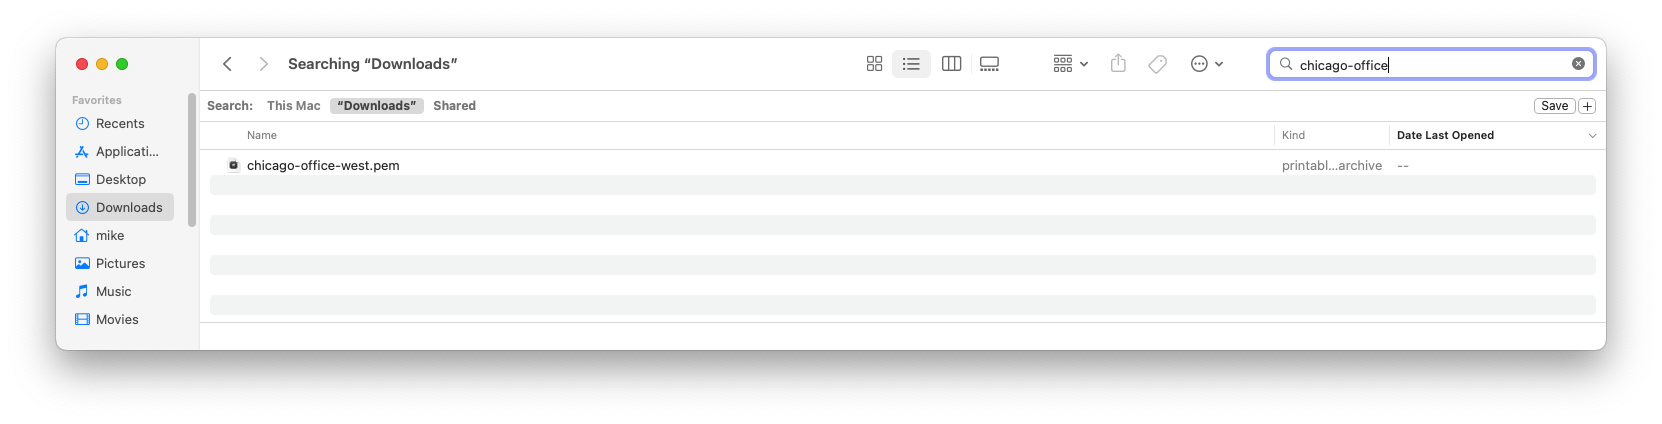 Searching “Downloads”
chicago-office
Favorites
Recents
Applicati...
Desktop
Downloads
mike
Pictures
Music
Movies
Search: This Mac “Downloads” Shared
Save
Name Kind Date Last Opened
chicago-office-west.pem printabl...archive --